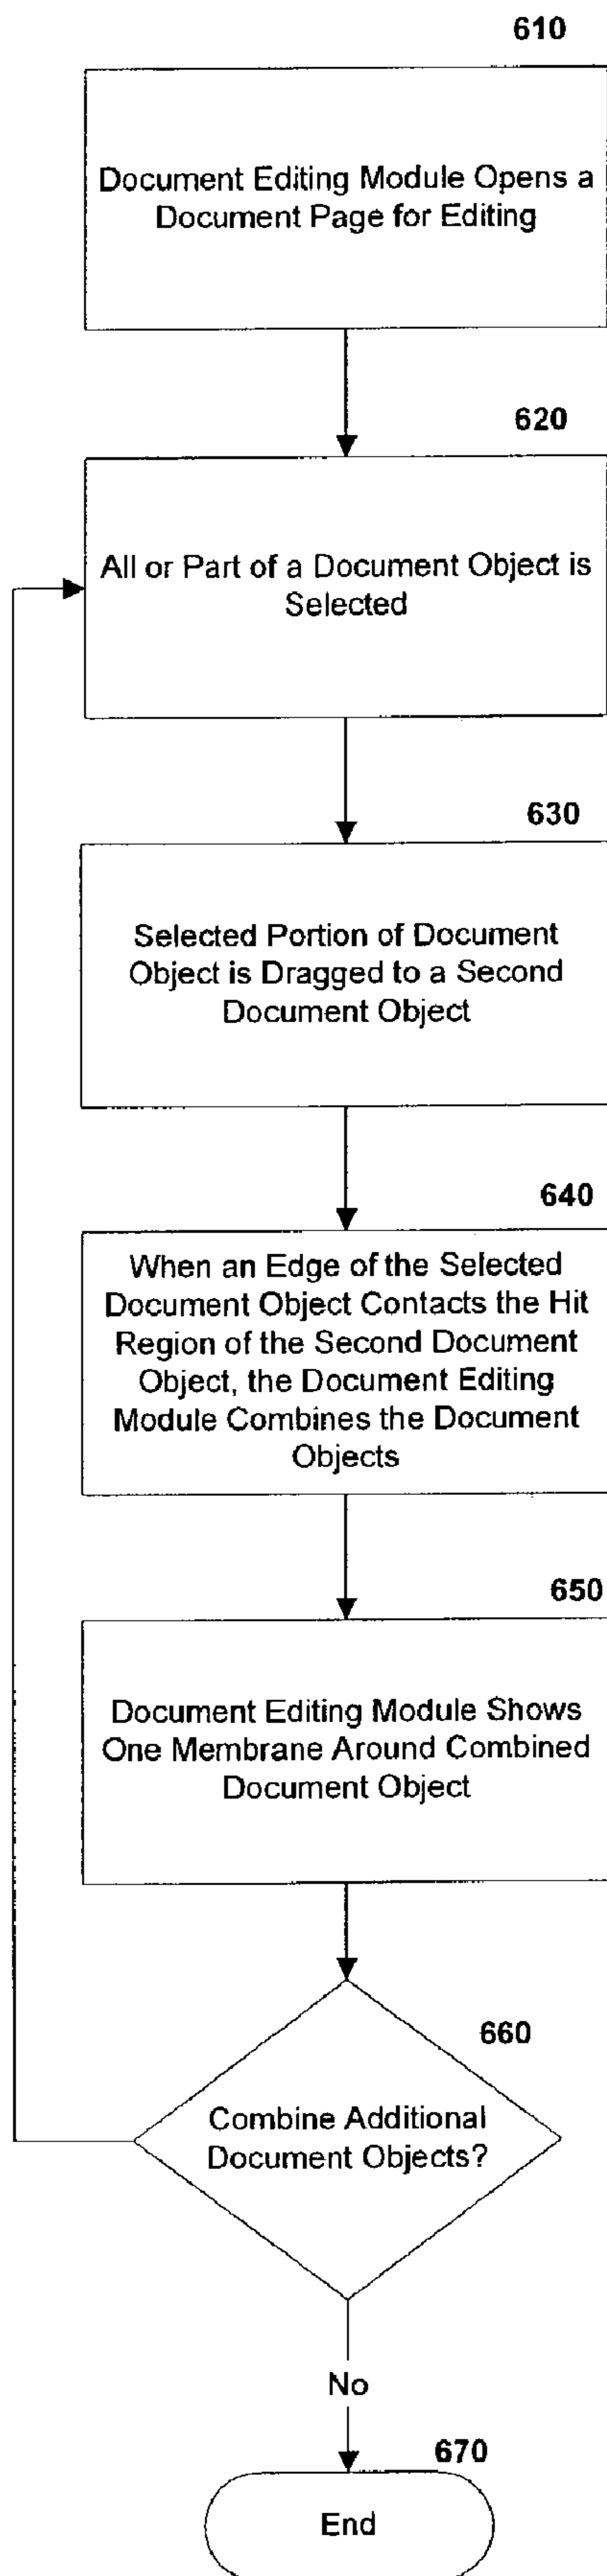 610
Document Editing Module Opens a
Document Page for Editing
620
All or Part of a Document Object is
Selected
630
Selected Portion of Document
Object is Dragged to a Second
Document Object
640
When an Edge of the Selected
Document Object Contacts the Hit
Region of the Second Document
Object, the Document Editing
Module Combines the Document
Objects
650
Document Editing Module Shows
One Membrane Around Combined
Document Object
660
Combine Additional
Document Objects?
No
670
End